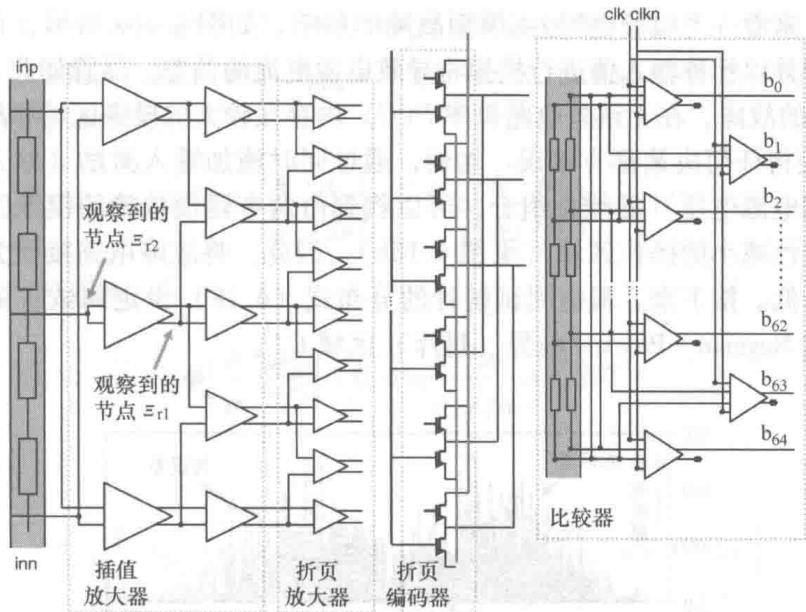 clk clkn
inp
b0
b1
b2
观察到的
节点 Ξr2
b62
观察到的
节点 Ξr1
b63
b64
比较器
inn
插值
放大器
折页
放大器
折页
编码器